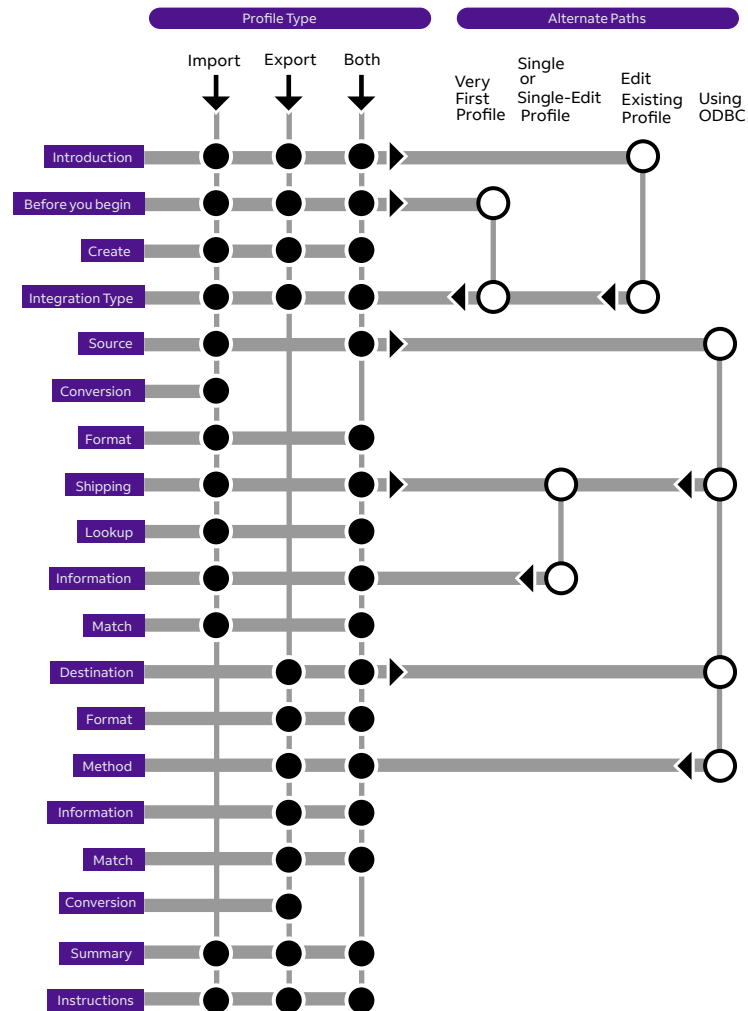 Profile Type
Alternate Paths
Import
Export
Both
Very
First
Profile
Single
or
Single-Edit
Profile
Edit
Existing
Profile
Using
ODBC
Introduction
Before you begin
Create
Integration Type
Source
Conversion
Format
Shipping
Lookup
Information
Match
Destination
Format
Method
Information
Match
Conversion
Summary
Instructions